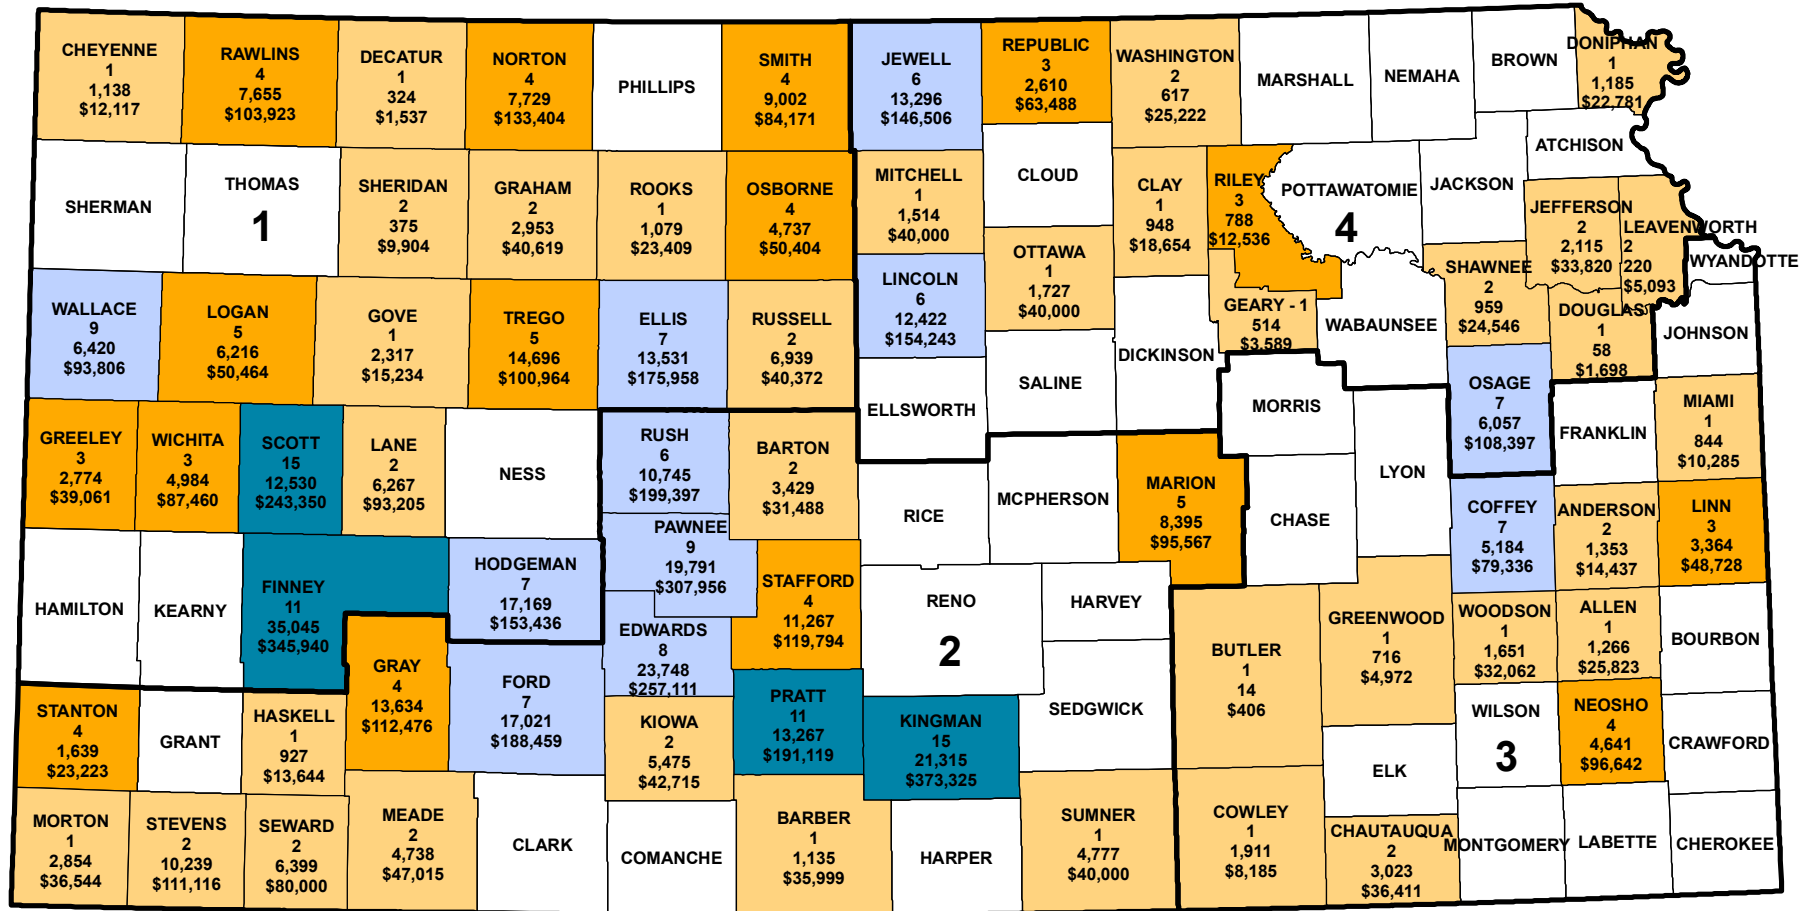 CHEYENNE
1
1,138
$12,117
RAWLINS
4
7,655
$103,923
DECATUR
1
324
$1,537
NORTON
4
7,729
$133,404
PHILLIPS
SMITH
4
9,002
$84,171
JEWELL
6
13,296
$146,506
REPUBLIC
3
2,610
$63,488
WASHINGTON
2
617
$25,222
MARSHALL
NEMAHA
BROWN
DONIPHAN
1
1,185
$22,781
SHERMAN
THOMAS
1
SHERIDAN
2
375
$9,904
GRAHAM
2
2,953
$40,619
ROOKS
1
1,079
$23,409
OSBORNE
4
4,737
$50,404
MITCHELL
1
1,514
$40,000
CLOUD
CLAY
1
948
$18,654
RILEY
3
788
$12,536
POTTAWATOMIE
4
JACKSON
ATCHISON
JEFFERSON
2
2,115
$33,820
LEAVENWORTH
2
220
$5,093
WYANDOTTE
WALLACE
9
6,420
$93,806
LOGAN
5
6,216
$50,464
GOVE
1
2,317
$15,234
TREGO
5
14,696
$100,964
ELLIS
7
13,531
$175,958
RUSSELL
2
6,939
$40,372
LINCOLN
6
12,422
$154,243
OTTAWA
1
1,727
$40,000
DICKINSON
GEARY - 1
514
$3,589
WABAUNSEE
SHAWNEE
2
959
$24,546
DOUGLAS
1
58
$1,698
JOHNSON
ELLSWORTH
SALINE
MORRIS
OSAGE
7
6,057
$108,397
FRANKLIN
MIAMI
1
844
$10,285
GREELEY
3
2,774
$39,061
WICHITA
3
4,984
$87,460
SCOTT
15
12,530
$243,350
LANE
2
6,267
$93,205
NESS
RUSH
6
10,745
$199,397
BARTON
2
3,429
$31,488
RICE
MCPHERSON
MARION
5
8,395
$95,567
CHASE
LYON
COFFEY
7
5,184
$79,336
ANDERSON
2
1,353
$14,437
LINN
3
3,364
$48,728
HAMILTON
KEARNY
FINNEY
11
35,045
$345,940
HODGEMAN
7
17,169
$153,436
PAWNEE
9
19,791
$307,956
STAFFORD
4
11,267
$119,794
RENO
2
HARVEY
EDWARDS
8
23,748
$257,111
GRAY
4
13,634
$112,476
FORD
7
17,021
$188,459
BUTLER
1
14
$406
GREENWOOD
1
716
$4,972
WOODSON
1
1,651
$32,062
ALLEN
1
1,266
$25,823
BOURBON
STANTON
4
1,639
$23,223
GRANT
HASKELL
1
927
$13,644
KIOWA
2
5,475
$42,715
PRATT
11
13,267
$191,119
KINGMAN
15
21,315
$373,325
SEDGWICK
ELK
WILSON
3
NEOSHO
4
4,641
$96,642
CRAWFORD
MORTON
1
2,854
$36,544
STEVENS
2
10,239
$111,116
SEWARD
2
6,399
$80,000
MEADE
2
4,738
$47,015
CLARK
COMANCHE
BARBER
1
1,135
$35,999
HARPER
SUMNER
1
4,777
$40,000
COWLEY
1
1,911
$8,185
CHAUTAUQUA
2
3,023
$36,411
MONTGOMERY
LABETTE
CHEROKEE